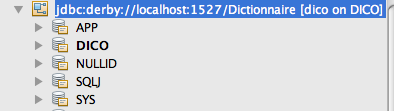 jdbc:derby://localhost:1527/Dictionnaire [dico on DICO]
APP
DICO
NULLID
SQLJ
SYS